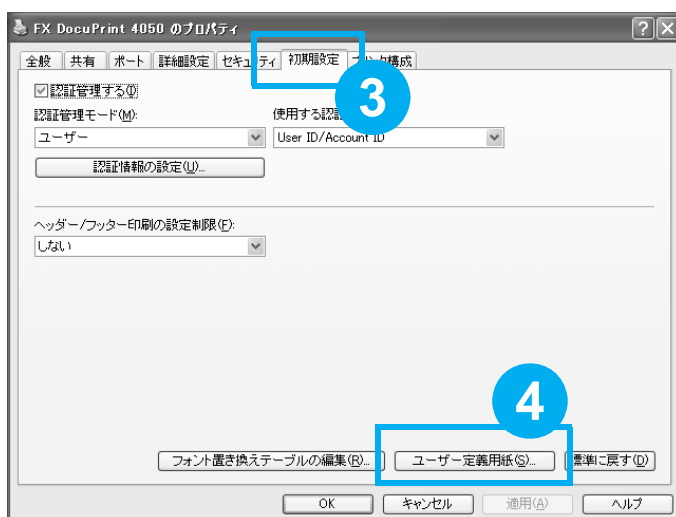 FX DocuPrint 4050 のプロパティ
全般 共有 ポート 詳細設定 セキュリティ 初期設定 プリンタ構成
3
認証管理する(I)
認証管理モード(M): 使用する認証
ユーザー User ID/Account ID
認証情報の設定(U)...
ヘッダー/フッター印刷の設定制限(F):
しない
4
フォント置き換えテーブルの編集(R)... ユーザー定義用紙(S)... 標準に戻す(D)
OK キャンセル 適用(A) ヘルプ